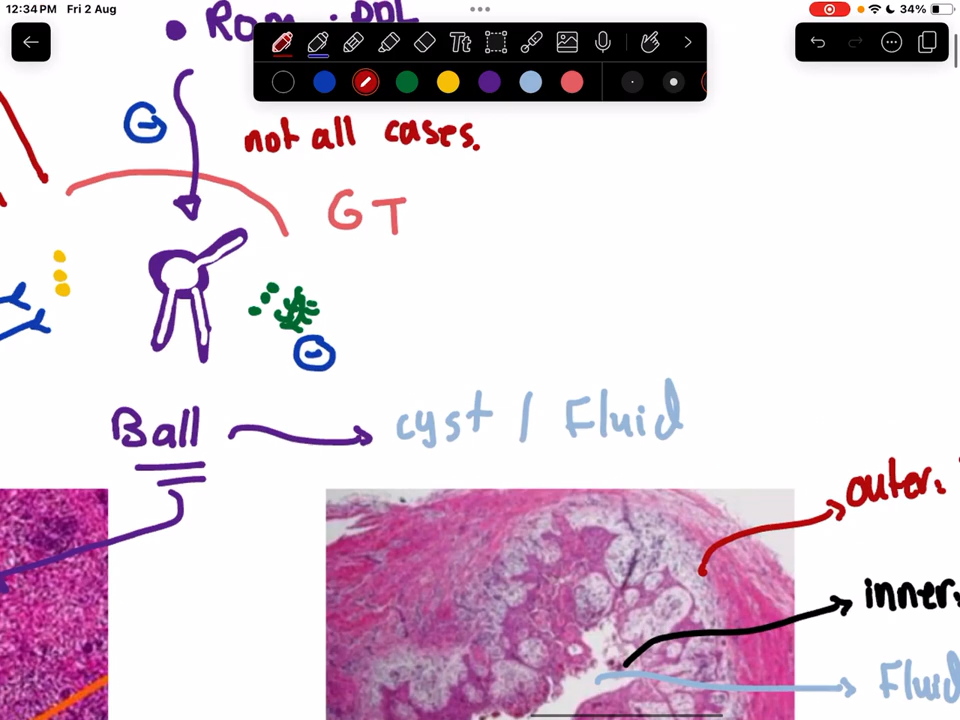 12:34 PM Fri 2 Aug
34%
Tt
not all cases.
GT
Ball
cyst / Fluid
outer:
inner:
Fluid